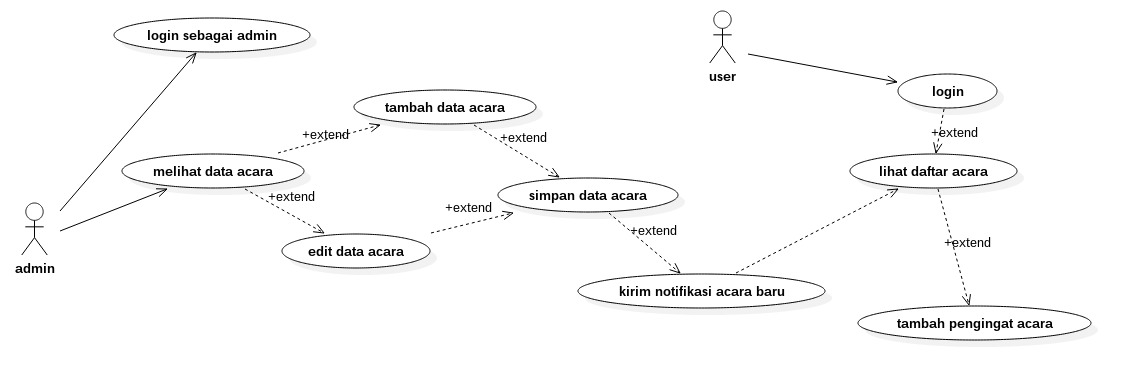 login sebagai admin
user
login
tambah data acara
+extend
+extend
+extend
melihat data acara
lihat daftar acara
+extend
simpan data acara
+extend
admin
edit data acara
+extend
+extend
kirim notifikasi acara baru
tambah pengingat acara